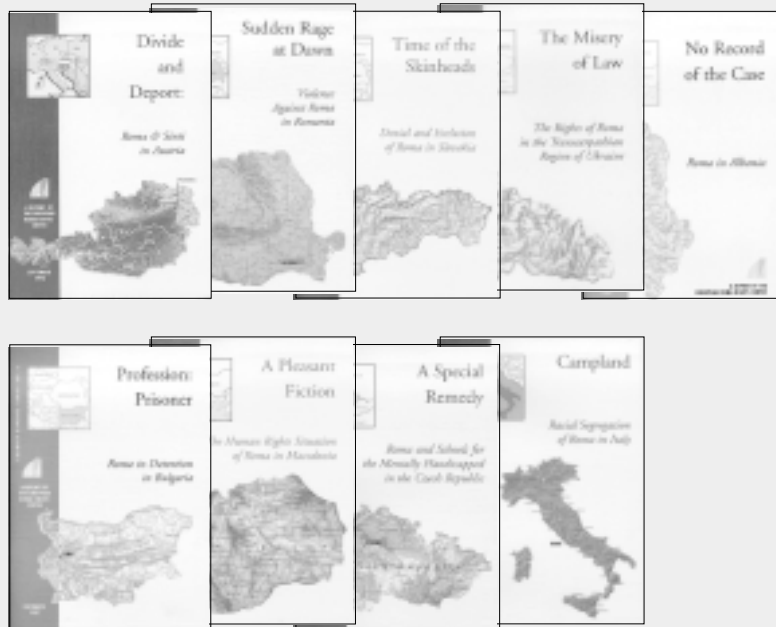 Divide
and
Deport:
Roma & Sinti
in Austria
Sudden Rage
at Dawn
Violence
Against Roma
in Romania
Time of the
Skinheads
Denial and Exclusion
of Roma in Slovakia
The Misery
of Law
The Rights of Roma
in the Transcarpathian
Region of Ukraine
No Record
of the Case
Roma in Albania
Profession:
Prisoner
Roma in Detention
in Bulgaria
A Pleasant
Fiction
The Human Rights Situation
of Roma in Macedonia
A Special
Remedy
Roma and Schools for
the Mentally Handicapped
in the Czech Republic
Campland
Racial Segregation
of Roma in Italy